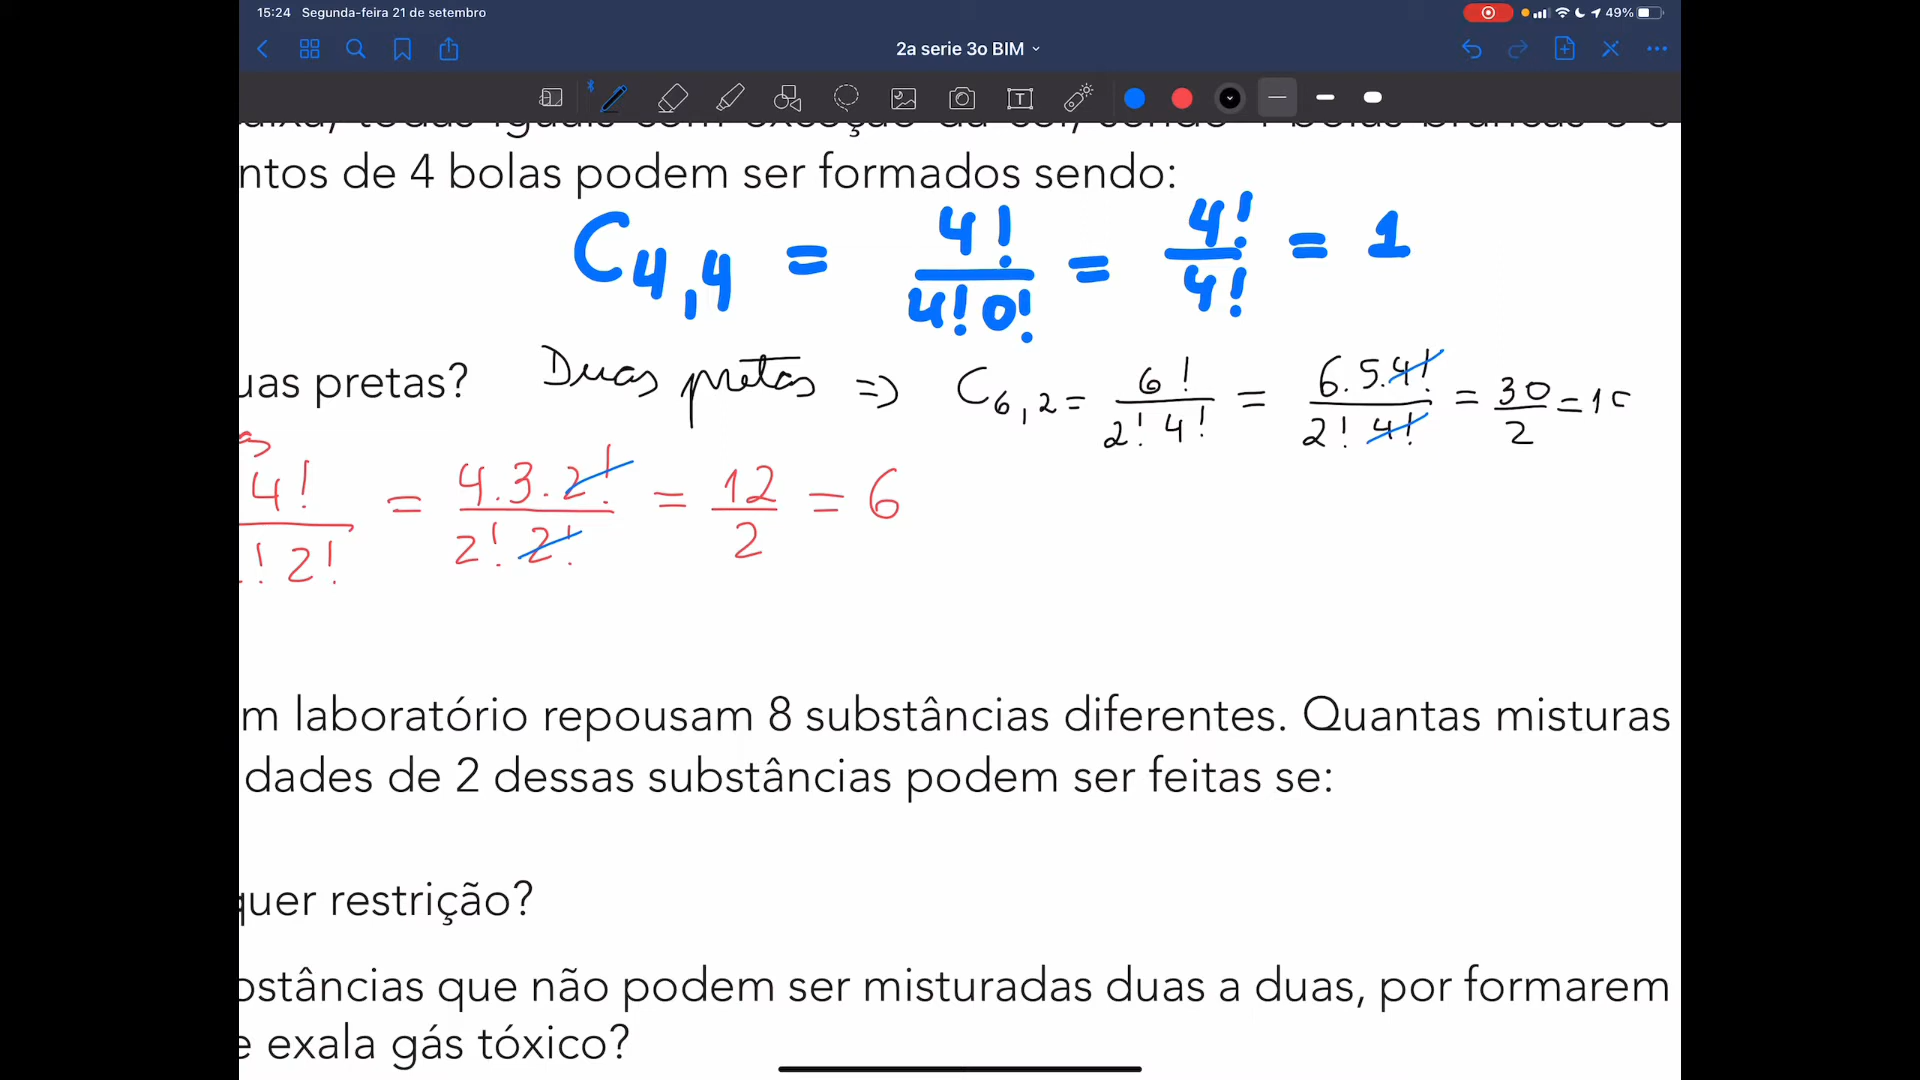 15:24 Segunda-feira 21 de setembro 49%
2a serie 3o BIM
T
ntos de 4 bolas podem ser formados sendo:
C4,4 = 4!/4!0! = 4!/4! = 1
uas pretas? Duas pretas => C6,2 = 6!/2!4! = 6.5.4!/2!4! = 30/2 = 1
as
4!/!2! = 4.3.2!/2!2! = 12/2 = 6
m laboratório repousam 8 substâncias diferentes. Quantas misturas
dades de 2 dessas substâncias podem ser feitas se:
quer restrição?
ostâncias que não podem ser misturadas duas a duas, por formarem
e exala gás tóxico?